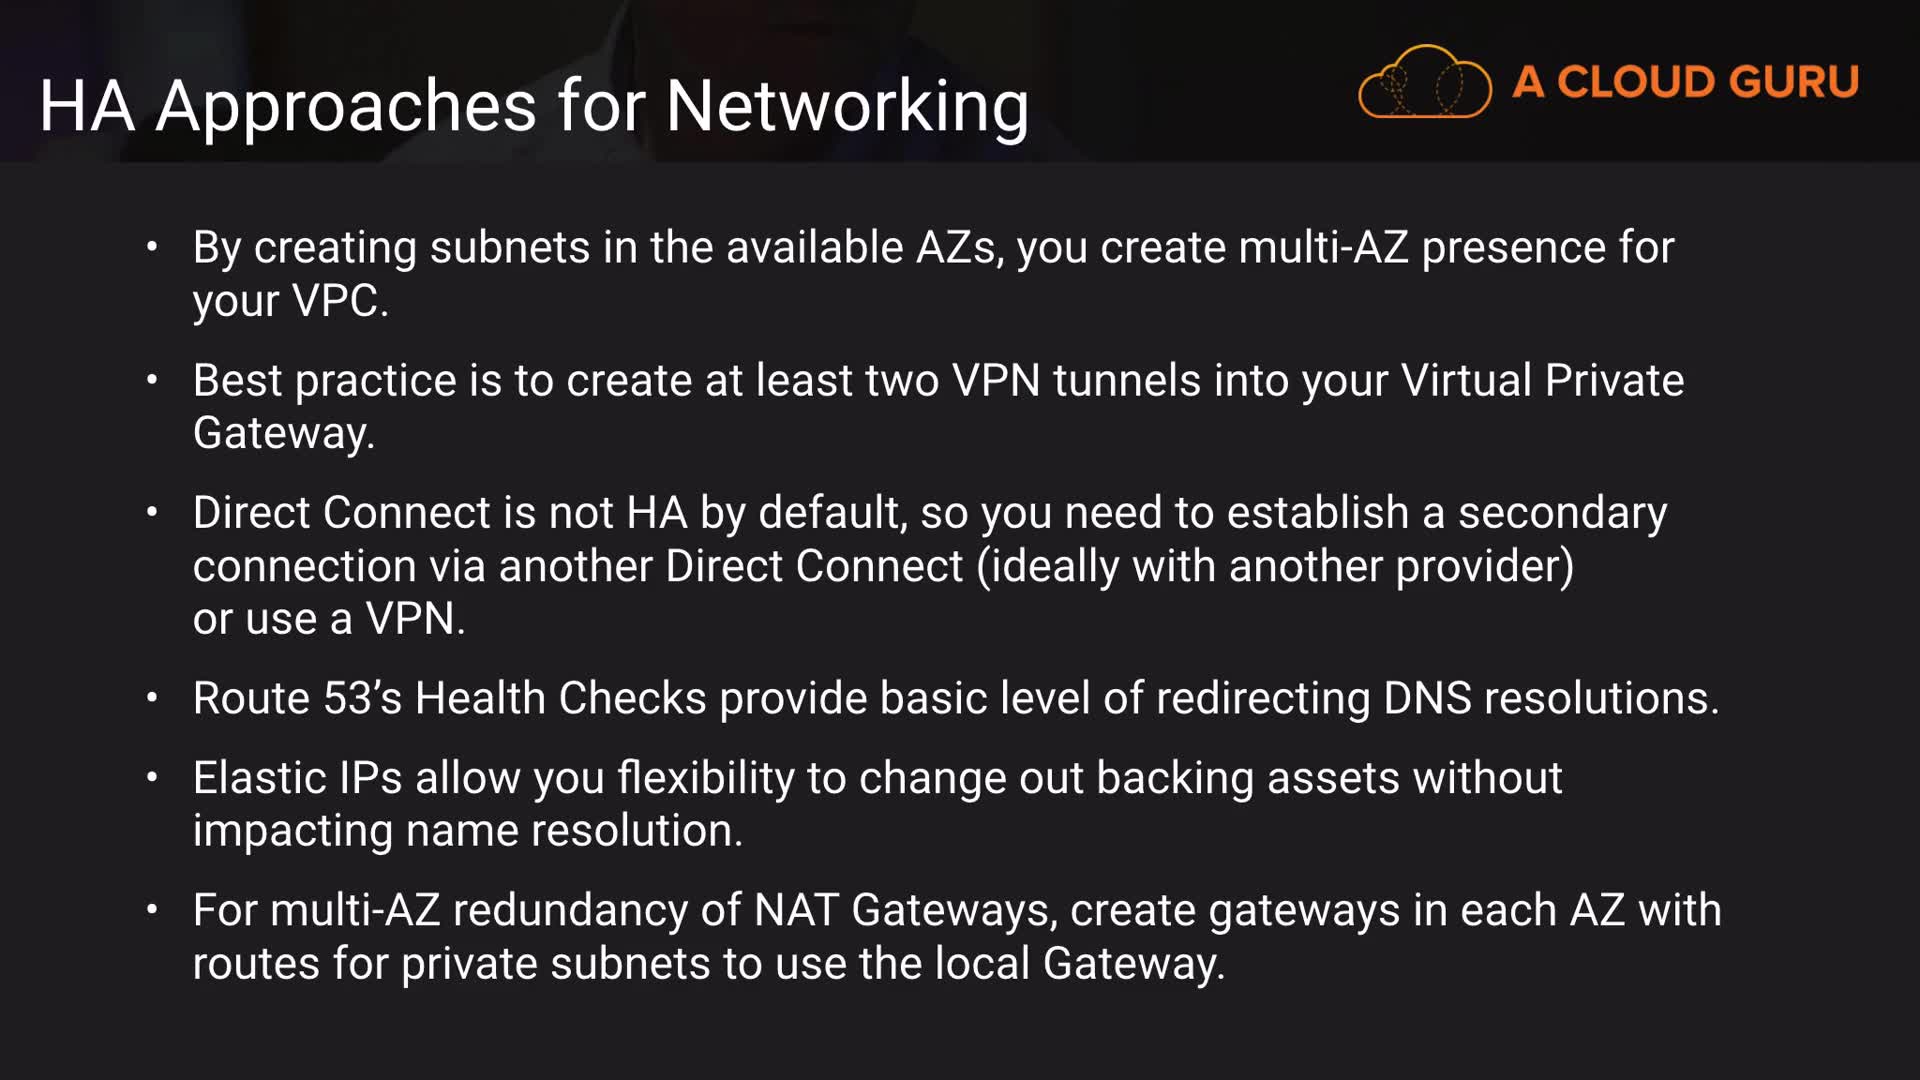 HA Approaches for Networking
A CLOUD GURU
• By creating subnets in the available AZs, you create multi-AZ presence for
your VPC.
• Best practice is to create at least two VPN tunnels into your Virtual Private
Gateway.
• Direct Connect is not HA by default, so you need to establish a secondary
connection via another Direct Connect (ideally with another provider)
or use a VPN.
• Route 53’s Health Checks provide basic level of redirecting DNS resolutions.
• Elastic IPs allow you flexibility to change out backing assets without
impacting name resolution.
• For multi-AZ redundancy of NAT Gateways, create gateways in each AZ with
routes for private subnets to use the local Gateway.